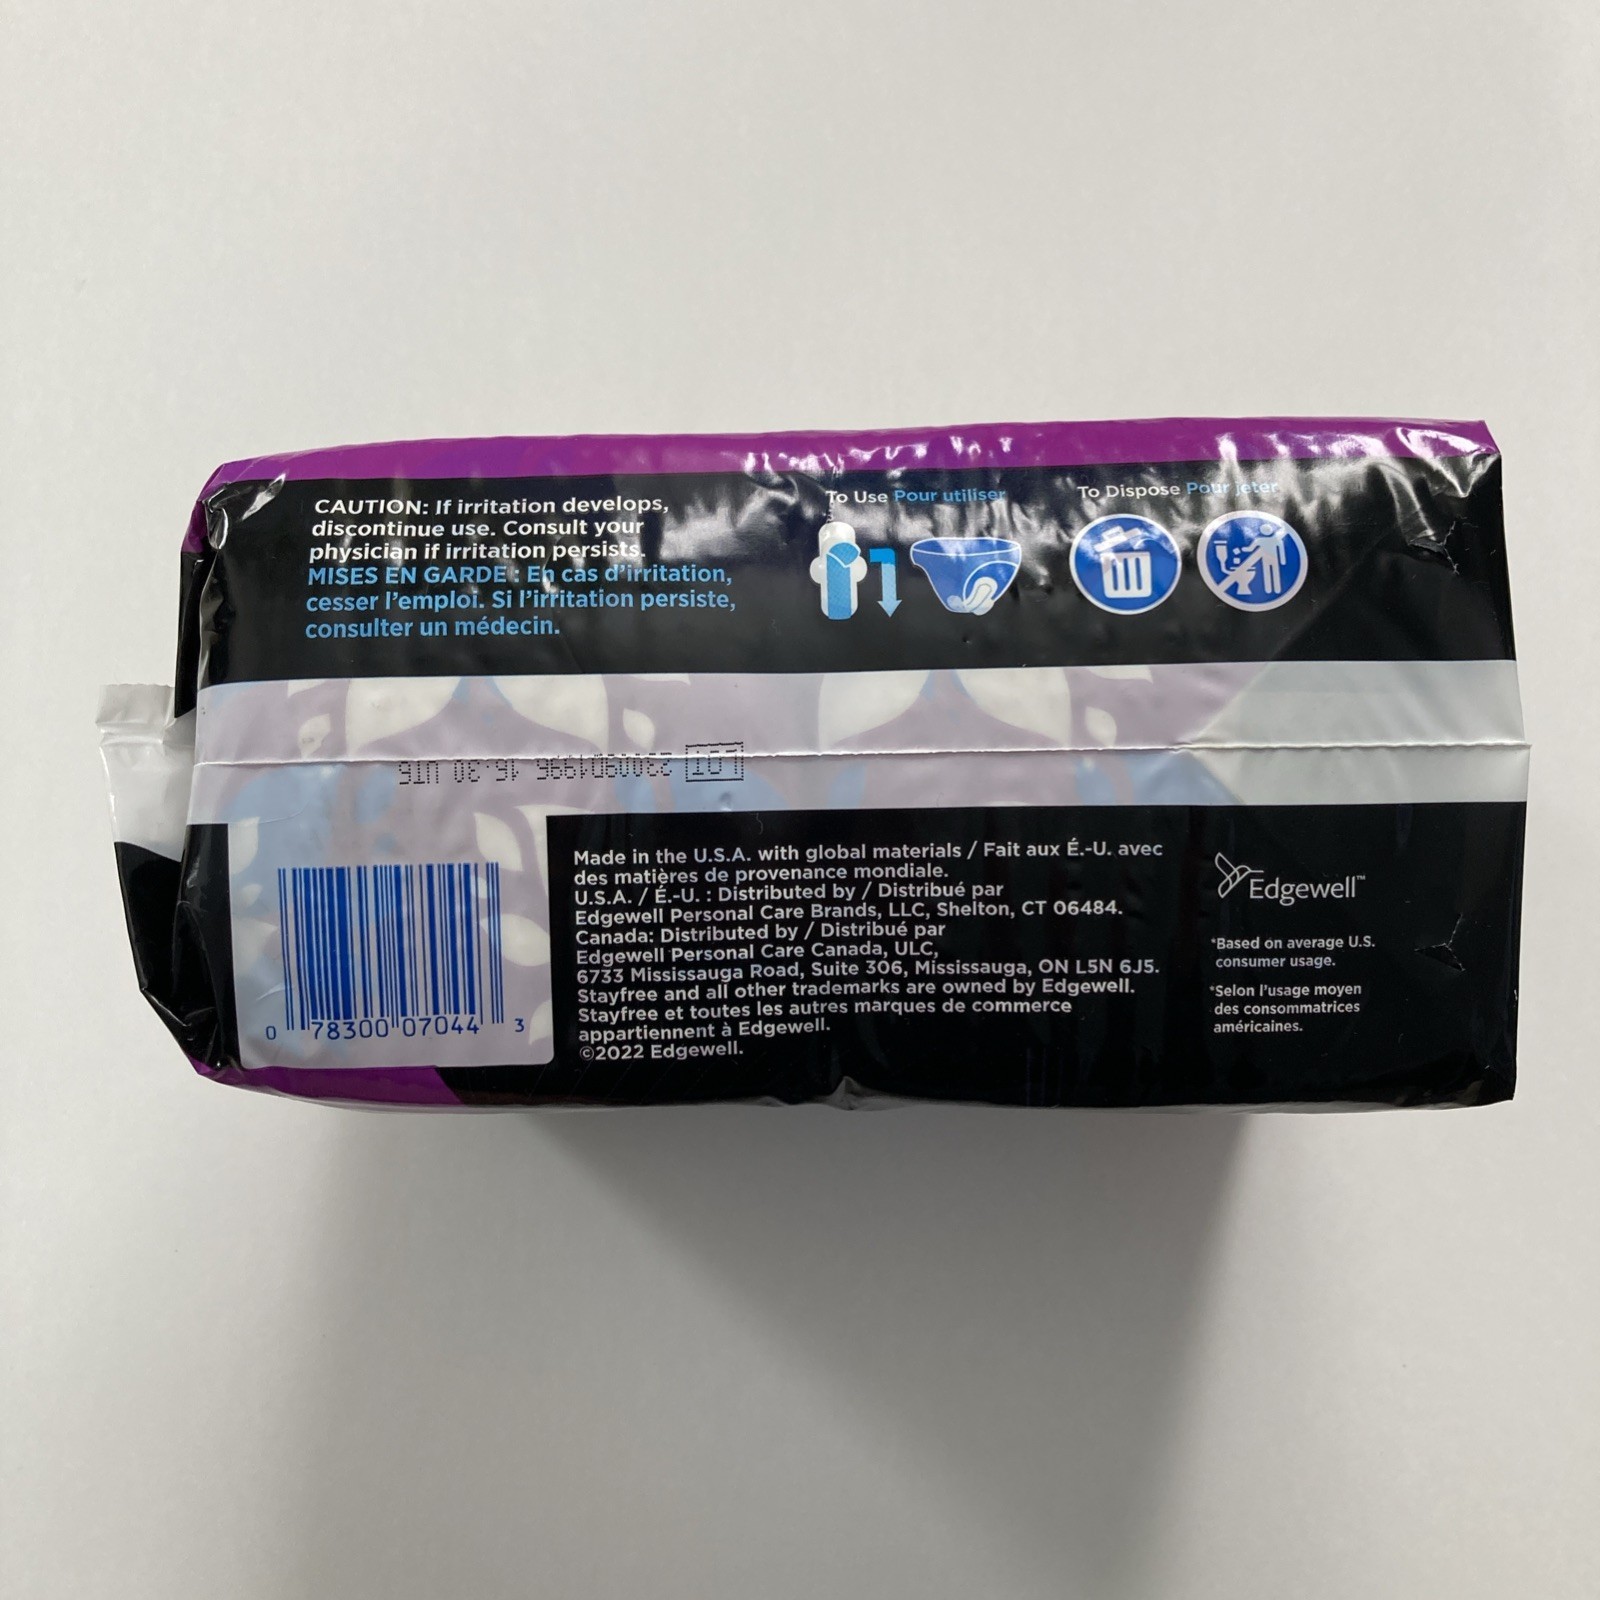 CAUTION: If irritation develops,
discontinue use. Consult your
physician if irritation persists.
MISES EN GARDE : En cas d'irritation,
cesser l'emploi. Si l'irritation persiste,
consulter un médecin.
To Use Pour utiliser
To Dispose Pour jeter
LOT 16:30 U16
0 78300 07044 3
Made in the U.S.A. with global materials / Fait aux É.-U. avec
des matières de provenance mondiale.
U.S.A. / É.-U. : Distributed by / Distribué par
Edgewell Personal Care Brands, LLC, Shelton, CT 06484.
Canada: Distributed by / Distribué par
Edgewell Personal Care Canada, ULC,
6733 Mississauga Road, Suite 306, Mississauga, ON L5N 6J5.
Stayfree and all other trademarks are owned by Edgewell.
Stayfree et toutes les autres marques de commerce
appartiennent à Edgewell.
©2022 Edgewell.
Edgewell™
*Based on average U.S.
consumer usage.
*Selon l'usage moyen
des consommatrices
américaines.